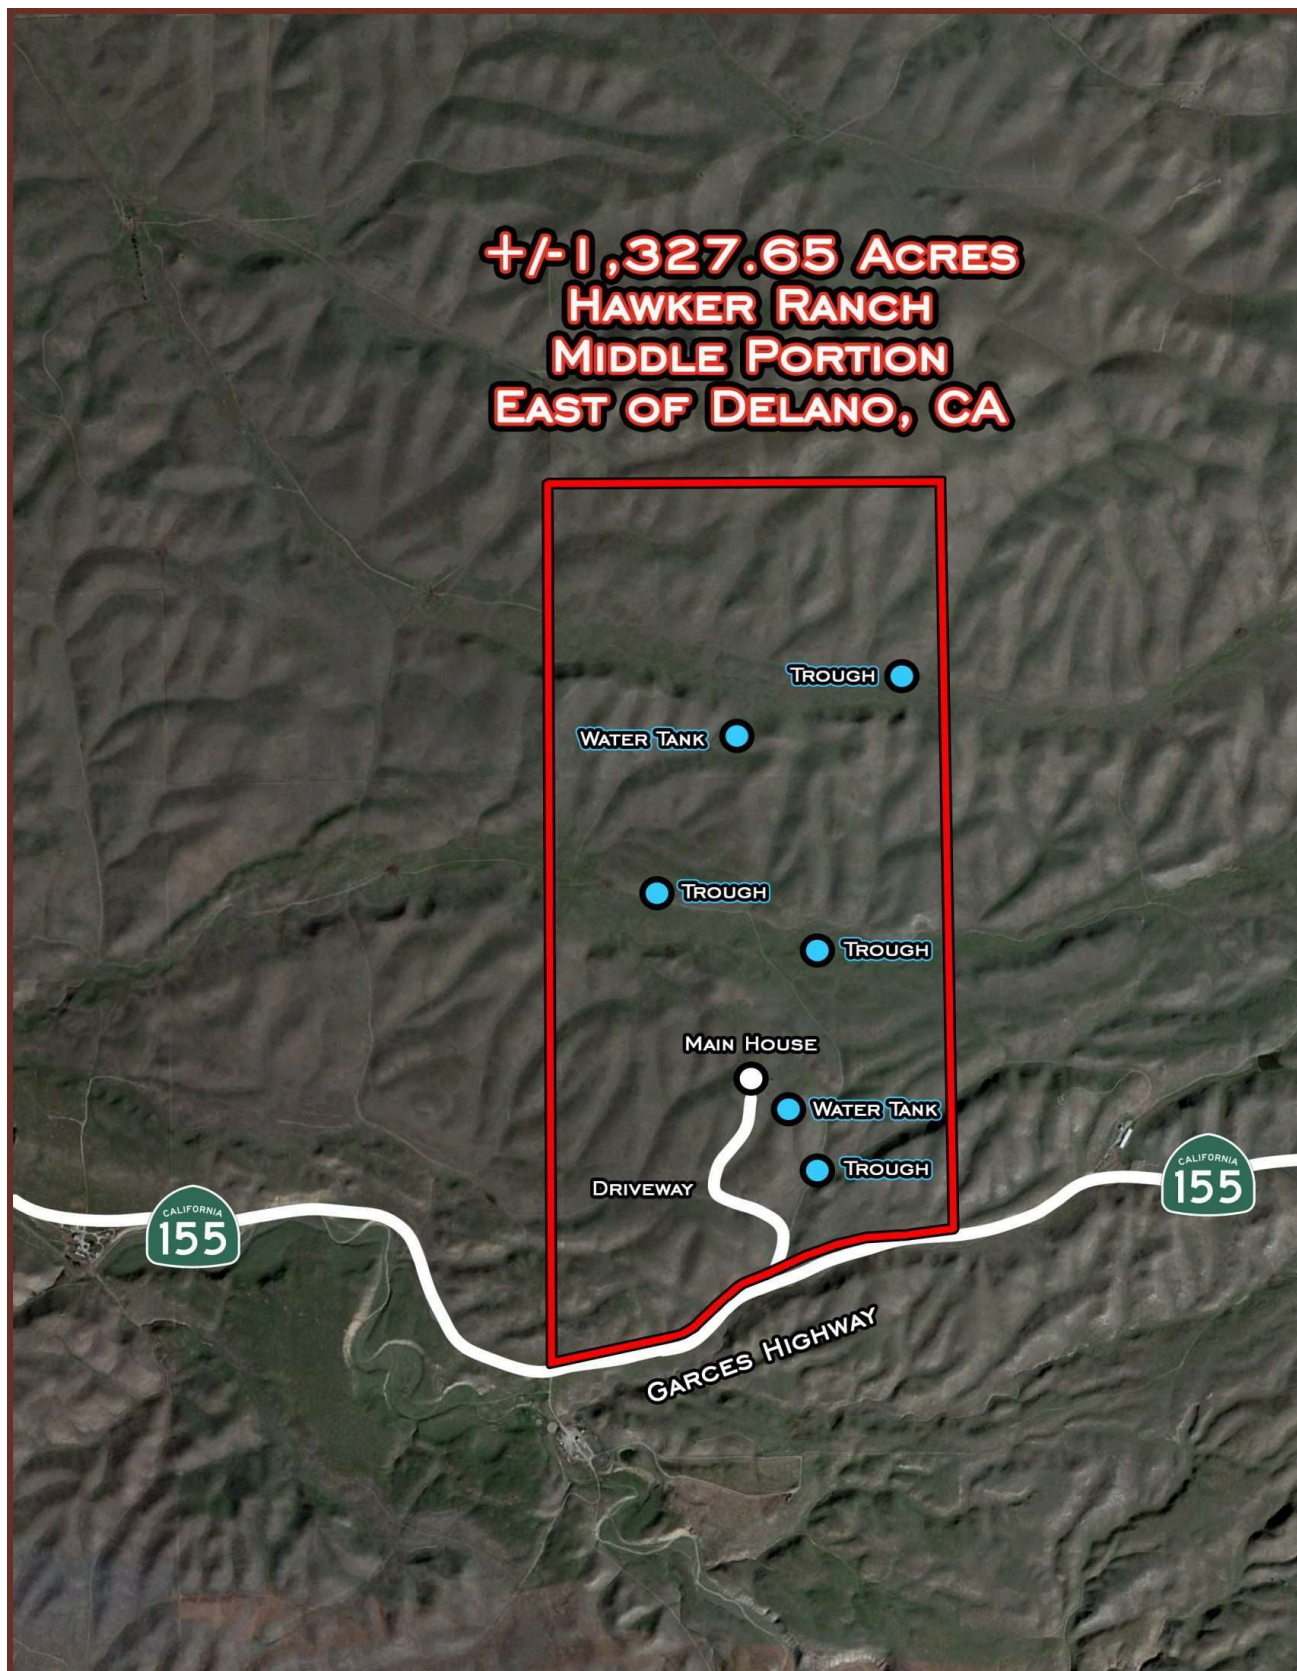 +/-1,327.65 ACRES
HAWKER RANCH
MIDDLE PORTION
EAST OF DELANO, CA
TROUGH
WATER TANK
TROUGH
TROUGH
MAIN HOUSE
WATER TANK
TROUGH
DRIVEWAY
CALIFORNIA
155
CALIFORNIA
155
GARCES HIGHWAY